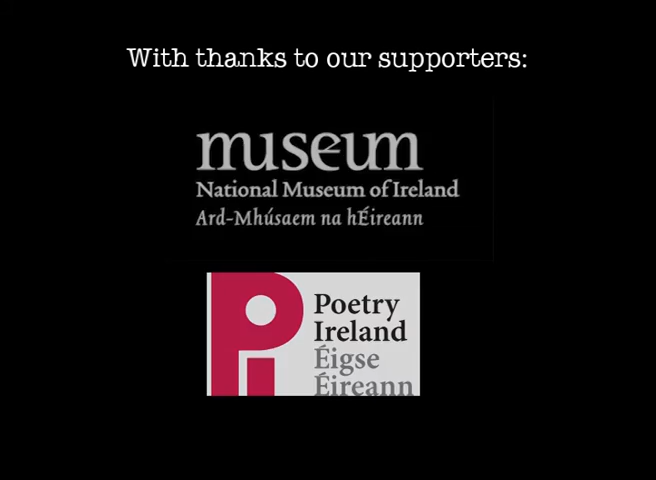 With thanks to our supporters:
museum
National Museum of Ireland
Ard-Mhúsaem na hÉireann
Poetry
Ireland
Éigse
Éireann